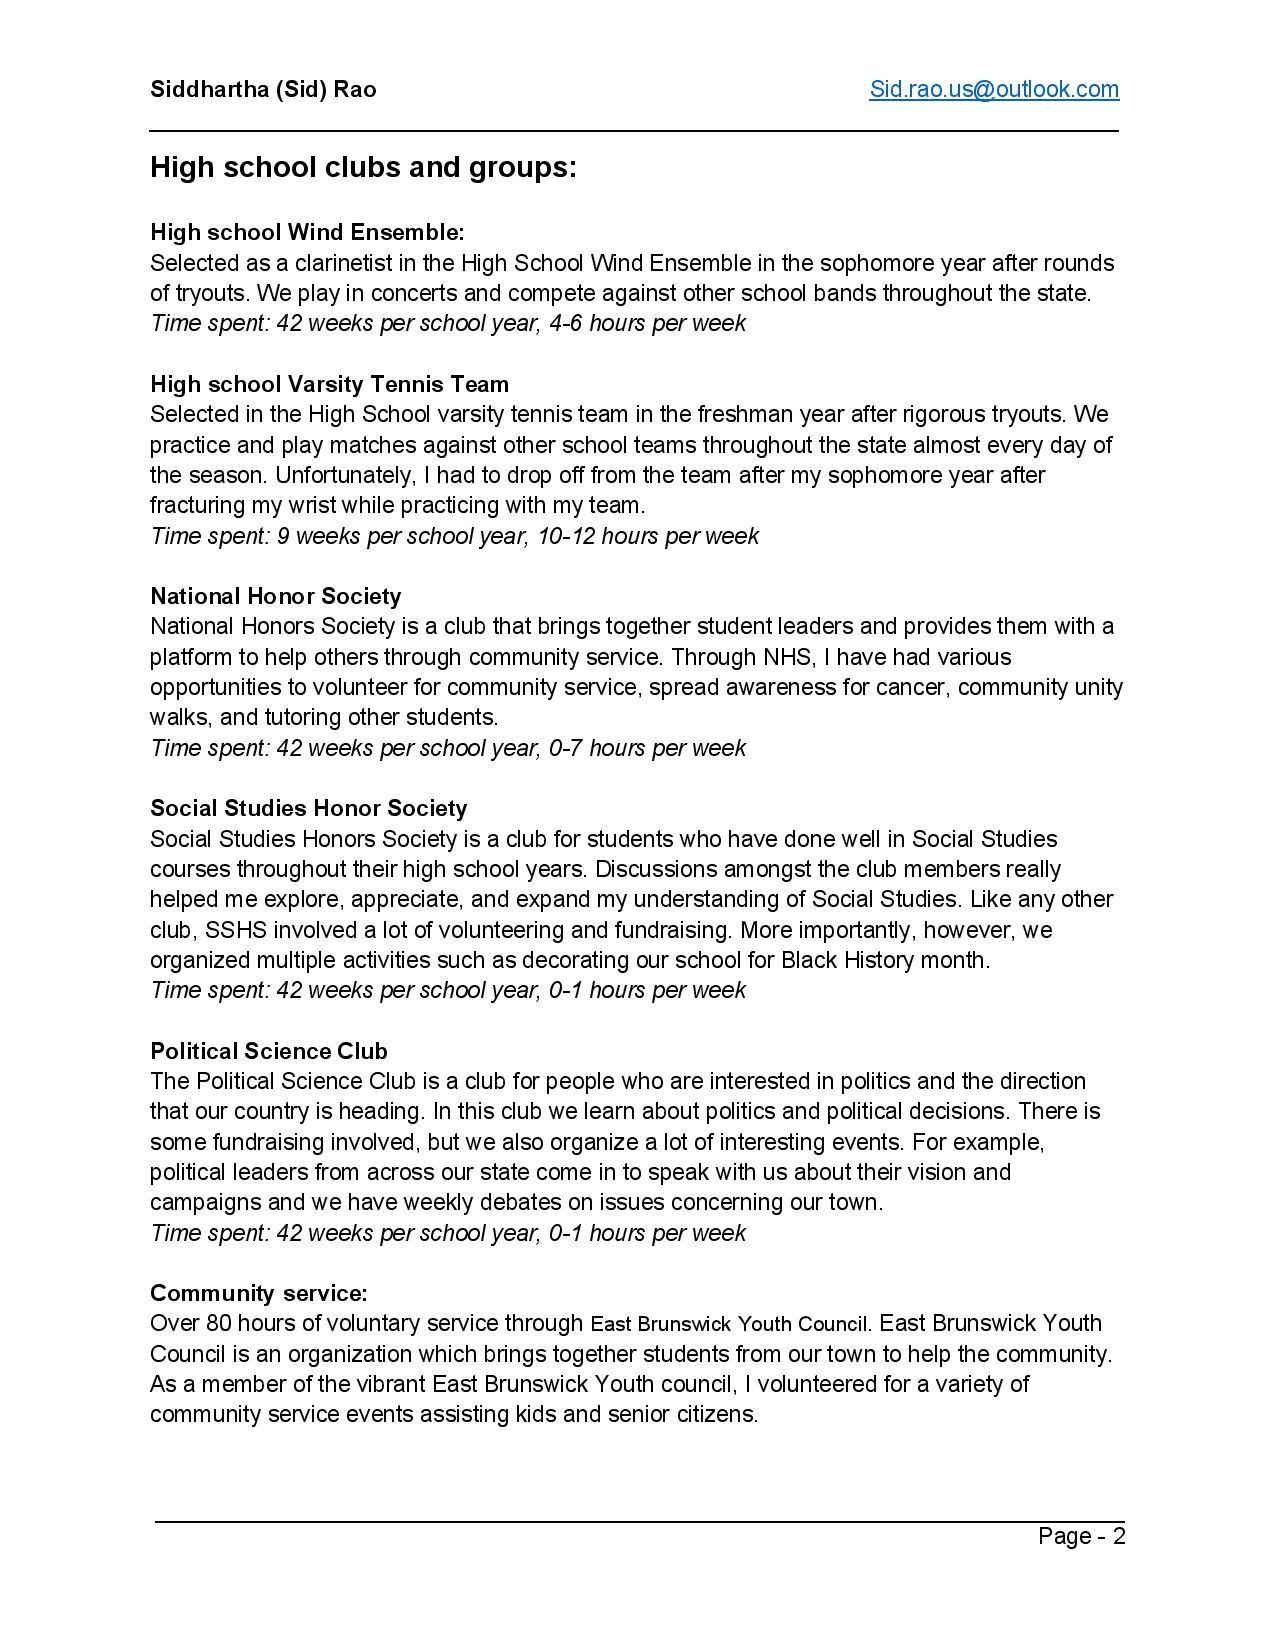 Siddhartha (Sid) Rao Sid.rao.us@outlook.com
High school clubs and groups:
High school Wind Ensemble:
Selected as a clarinetist in the High School Wind Ensemble in the sophomore year after rounds
of tryouts. We play in concerts and compete against other school bands throughout the state.
Time spent: 42 weeks per school year, 4-6 hours per week
High school Varsity Tennis Team
Selected in the High School varsity tennis team in the freshman year after rigorous tryouts. We
practice and play matches against other school teams throughout the state almost every day of
the season. Unfortunately, I had to drop off from the team after my sophomore year after
fracturing my wrist while practicing with my team.
Time spent: 9 weeks per school year, 10-12 hours per week
National Honor Society
National Honors Society is a club that brings together student leaders and provides them with a
platform to help others through community service. Through NHS, I have had various
opportunities to volunteer for community service, spread awareness for cancer, community unity
walks, and tutoring other students.
Time spent: 42 weeks per school year, 0-7 hours per week
Social Studies Honor Society
Social Studies Honors Society is a club for students who have done well in Social Studies
courses throughout their high school years. Discussions amongst the club members really
helped me explore, appreciate, and expand my understanding of Social Studies. Like any other
club, SSHS involved a lot of volunteering and fundraising. More importantly, however, we
organized multiple activities such as decorating our school for Black History month.
Time spent: 42 weeks per school year, 0-1 hours per week
Political Science Club
The Political Science Club is a club for people who are interested in politics and the direction
that our country is heading. In this club we learn about politics and political decisions. There is
some fundraising involved, but we also organize a lot of interesting events. For example,
political leaders from across our state come in to speak with us about their vision and
campaigns and we have weekly debates on issues concerning our town.
Time spent: 42 weeks per school year, 0-1 hours per week
Community service:
Over 80 hours of voluntary service through East Brunswick Youth Council. East Brunswick Youth
Council is an organization which brings together students from our town to help the community.
As a member of the vibrant East Brunswick Youth council, I volunteered for a variety of
community service events assisting kids and senior citizens.
Page - 2